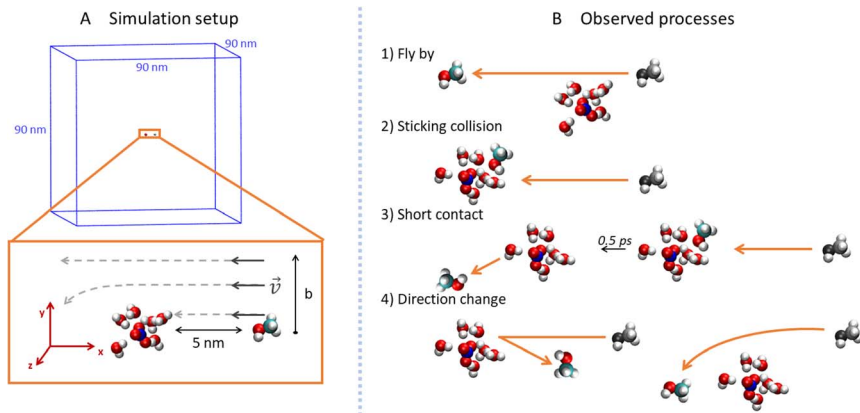 A Simulation setup
90 nm
90 nm
90 nm
v
b
5 nm
y
x
z
B Observed processes
1) Fly by
2) Sticking collision
3) Short contact
0,5 ps
4) Direction change